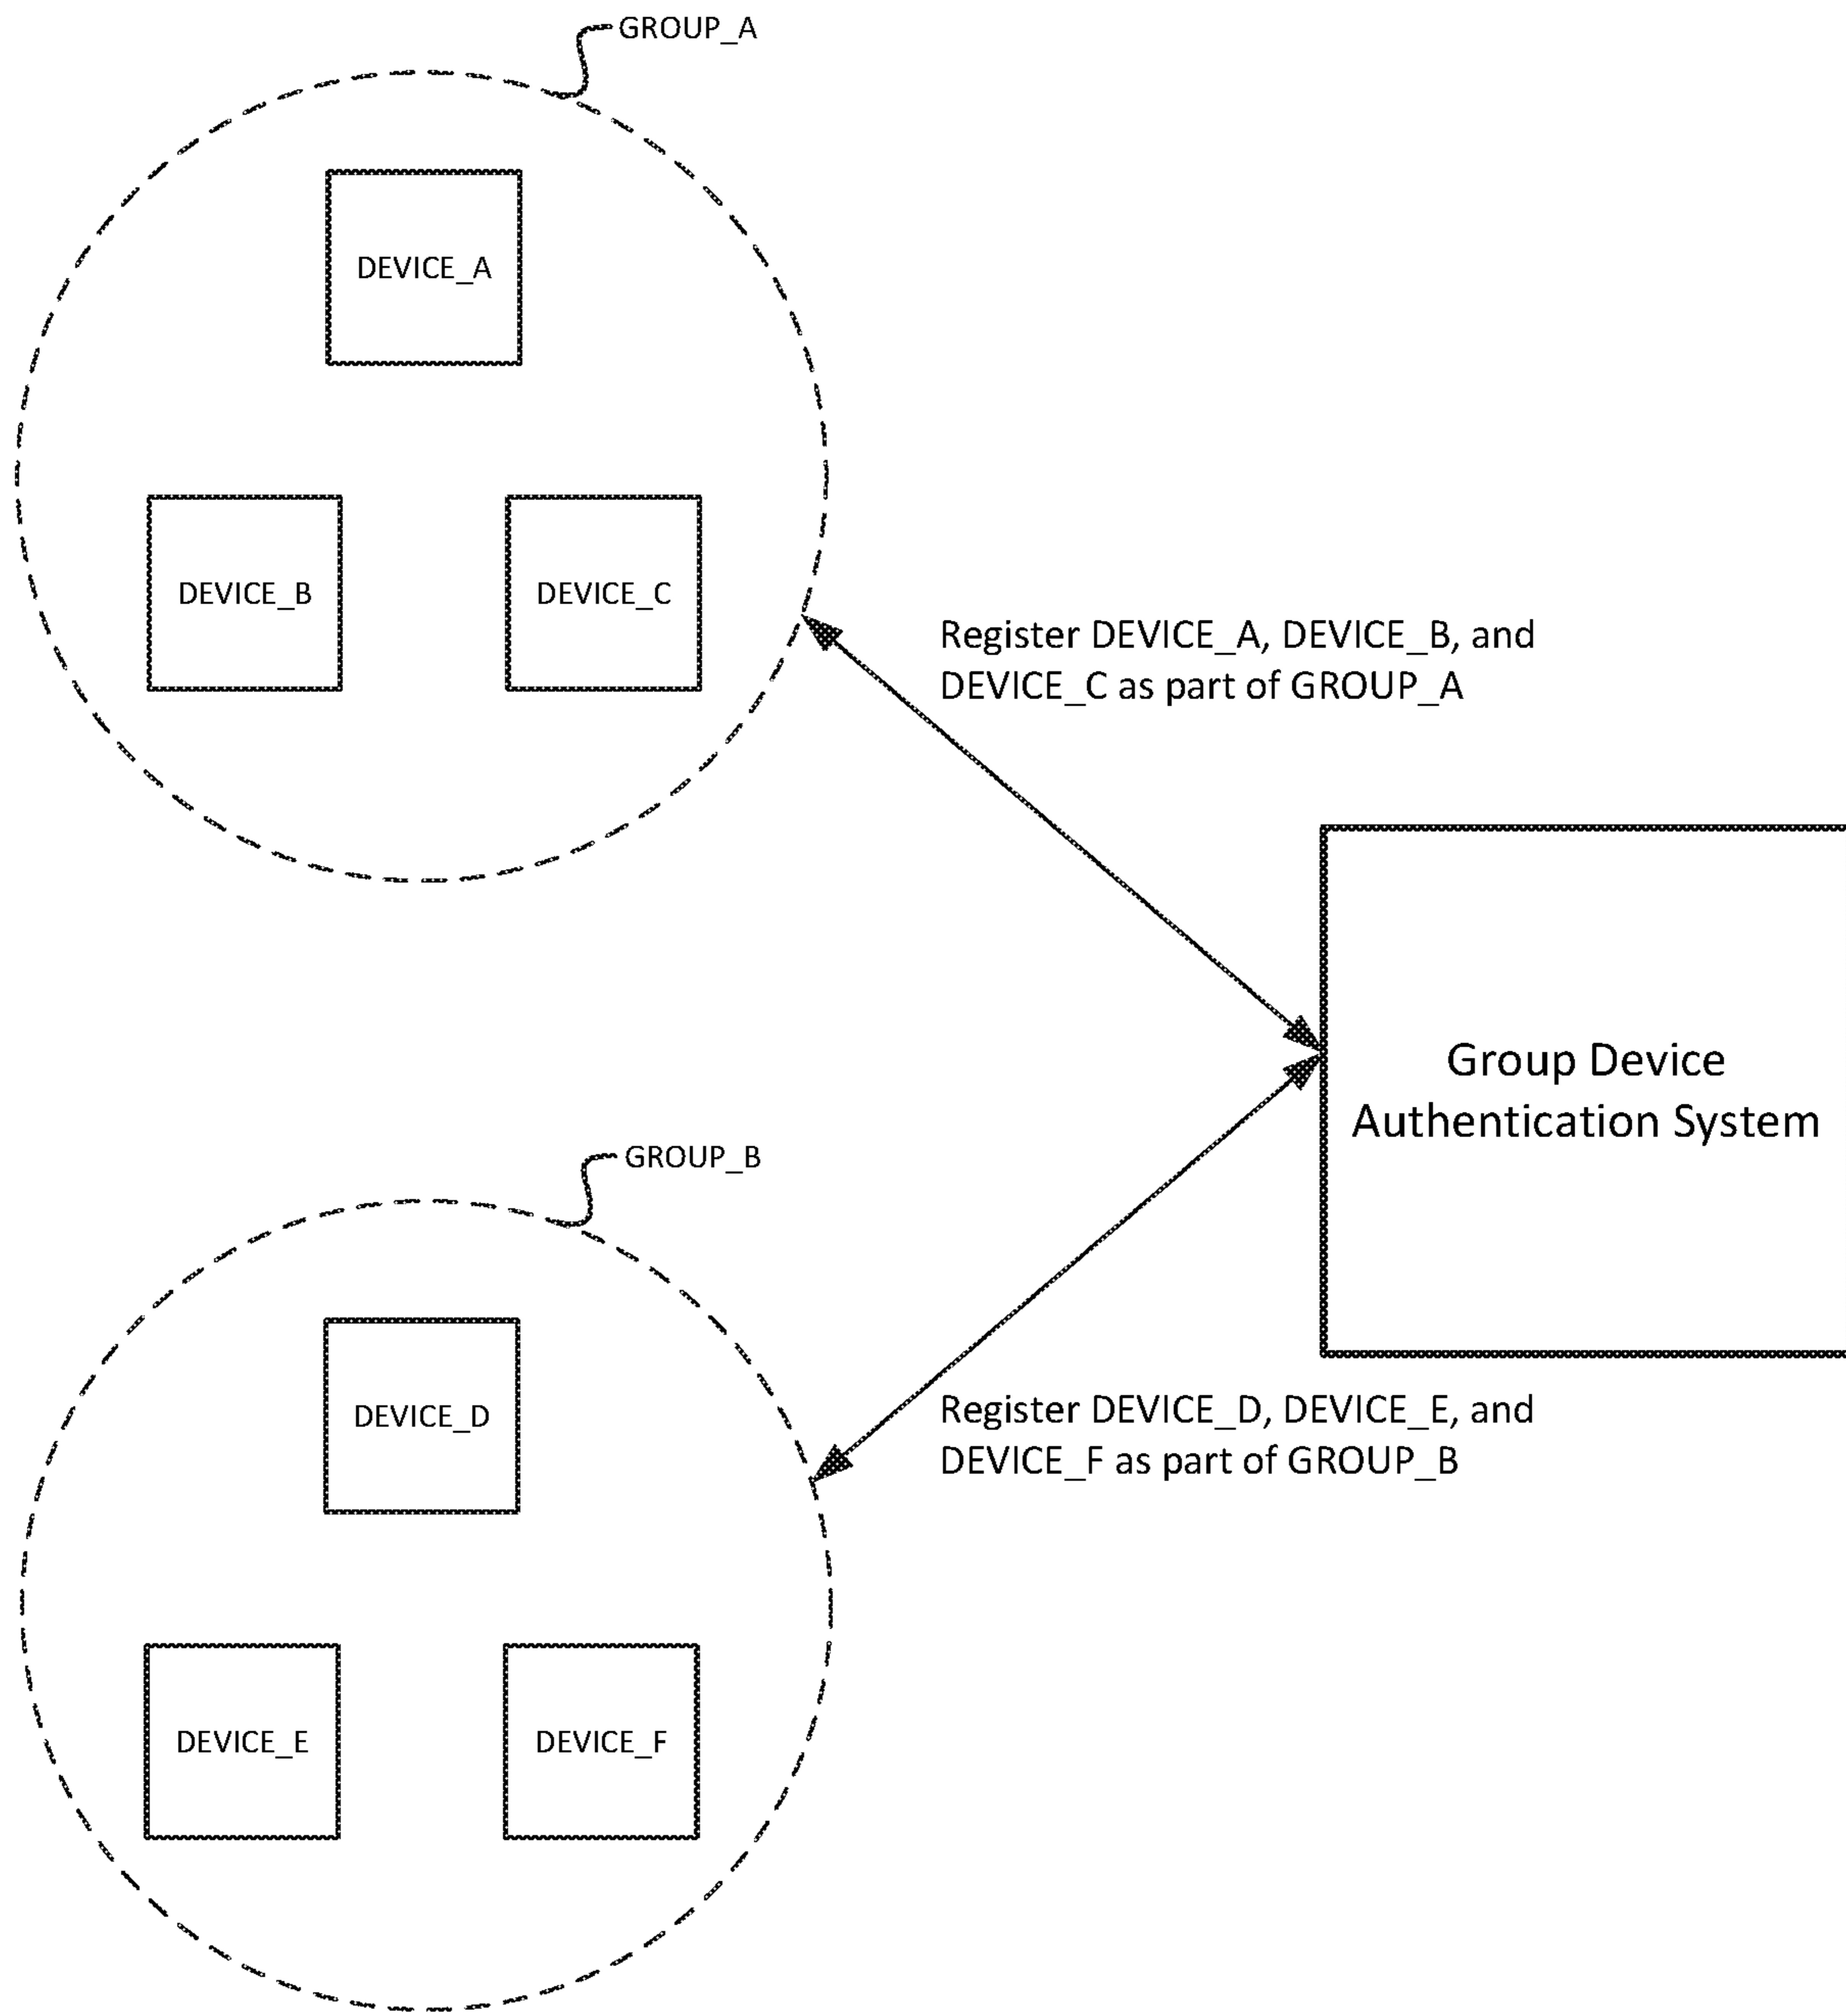 GROUP_A
DEVICE_A
DEVICE_B
DEVICE_C
Register DEVICE_A, DEVICE_B, and
DEVICE_C as part of GROUP_A
Group Device
Authentication System
GROUP_B
DEVICE_D
Register DEVICE_D, DEVICE_E, and
DEVICE_F as part of GROUP_B
DEVICE_E
DEVICE_F